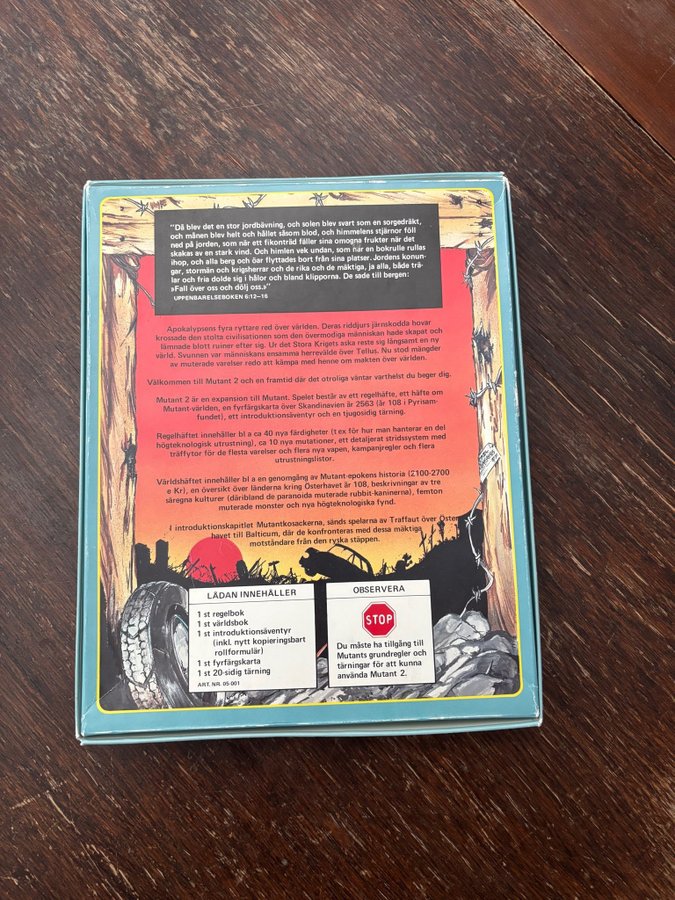 "Då blev det en stor jordbävning, och solen blev svart som en sorgedräkt,
och månen blev helt och hållet såsom blod, och himmelens stjärnor föll
ned på jorden, som när ett fikonträd fäller sina omogna frukter när det
skakas av en stark vind. Och himlen vek undan, som när en bokrulle rullas
ihop, och alla berg och öar flyttades bort från sina platser. Jordens konun-
gar, stormän och krigsherrar och de rika och de mäktiga, ja alla, både trä-
lar och fria dolde sig i hålor och bland klipporna. De sade till bergen:
»Fall över oss och dölj oss.»"
UPPENBARELSEBOKEN 6:12–16
Apokalypsens fyra ryttare red över världen. Deras riddjurs järnskodda hovar
krossade den stolta civilisationen som den övermodiga människan hade skapat och
lämnade blott ruiner efter sig. Ur det Stora Krigets aska reste sig långsamt en ny
värld. Svunnen var människans ensamma herrevälde över Tellus. Nu stod mängder
av muterade varelser redo att kämpa med henne om makten över världen.
Välkommen till Mutant 2 och en framtid där det otroliga väntar varthelst du beger dig.
Mutant 2 är en expansion till Mutant. Spelet består av ett regelhäfte, ett häfte om
Mutant-världen, en fyrfärgskarta över Skandinavien år 2563 (år 108 i Pyrisam-
fundet), ett introduktionsäventyr och en tjugosidig tärning.
Regelhäftet innehåller bl a ca 40 nya färdigheter (t ex för hur man hanterar en del
högteknologisk utrustning), ca 10 nya mutationer, ett detaljerat stridssystem med
träffytor för de flesta varelser och flera nya vapen, kampanjregler och flera
utrustningslistor.
Världshäftet innehåller bl a en genomgång av Mutant-epokens historia (2100-2700
e Kr), en översikt över länderna kring Österhavet år 108, beskrivningar av tre
säregna kulturer (däribland de paranoida muterade rubbit-kaninerna), femton
muterade monster och nya högteknologiska fynd.
I introduktionskapitlet Mutantkosackerna, sänds spelarna av Traffaut över Öster-
havet till Balticum, där de konfronteras med dessa mäktiga
motståndare från den ryska stäppen.
LÅDAN INNEHÅLLER
1 st regelbok
1 st världsbok
1 st introduktionsäventyr
(inkl. nytt kopieringsbart
rollformulär)
1 st fyrfärgskarta
1 st 20-sidig tärning
ART. NR. 05-001
OBSERVERA
STOP
Du måste ha tillgång till
Mutants grundregler och
tärningar för att kunna
använda Mutant 2.